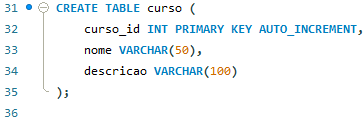 31 CREATE TABLE curso (
32 curso_id INT PRIMARY KEY AUTO_INCREMENT,
33 nome VARCHAR(50),
34 descricao VARCHAR(100)
35 );
36